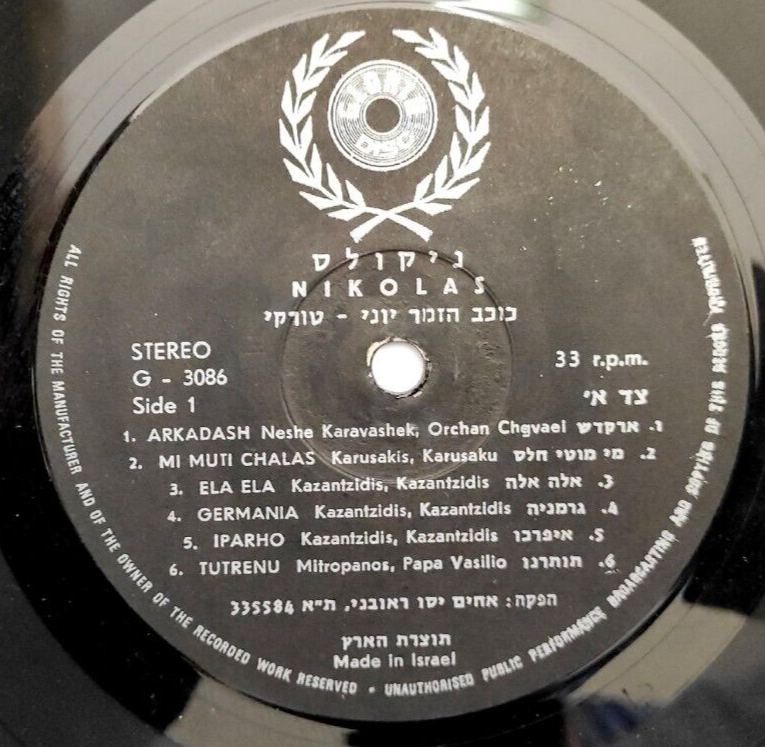 GLORIA
DISC
ניקולס
NIKOLAS
כוכב הזמר יוני - טורקי
STEREO
33 r.p.m.
G - 3086
Side 1
צד א'
1. ARKADASH Neshe Karavashek, Orchan Chgvael ארקדש .1
2. MI MUTI CHALAS Karusakis, Karusaku מי מוטי חלס .2
3. ELA ELA Kazantzidis, Kazantzidis אלה אלה .3
4. GERMANIA Kazantzidis, Kazantzidis גרמניה .4
5. IPARHO Kazantzidis, Kazantzidis איפרכו .5
6. TUTRENU Mitropanos, Papa Vasilio תותרנו .6
הפקה: אחים יסו ראובני, ת"א 335584
תוצרת הארץ
Made in Israel
ALL RIGHTS OF THE MANUFACTURER AND OF THE OWNER OF THE RECORDED WORK RESERVED • UNAUTHORISED PUBLIC PERFORMANCE BROADCASTING AND COPYING OF THIS RECORD PROHIBITED